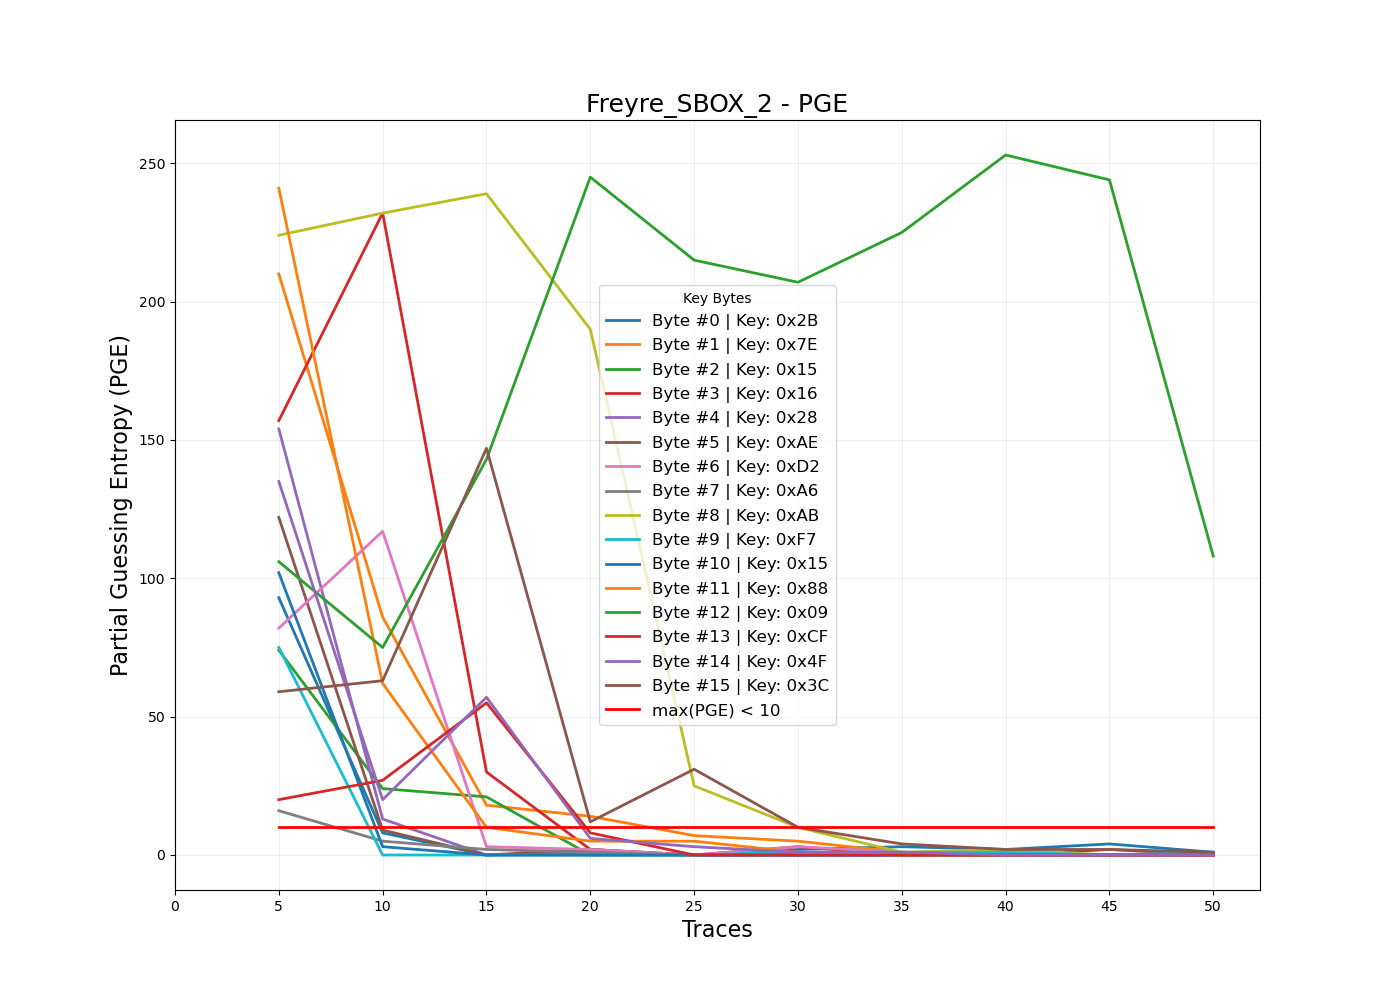 Freyre_SBOX_2 - PGE
Partial Guessing Entropy (PGE)
250
200
150
100
50
0
Key Bytes
Byte #0 | Key: 0x2B
Byte #1 | Key: 0x7E
Byte #2 | Key: 0x15
Byte #3 | Key: 0x16
Byte #4 | Key: 0x28
Byte #5 | Key: 0xAE
Byte #6 | Key: 0xD2
Byte #7 | Key: 0xA6
Byte #8 | Key: 0xAB
Byte #9 | Key: 0xF7
Byte #10 | Key: 0x15
Byte #11 | Key: 0x88
Byte #12 | Key: 0x09
Byte #13 | Key: 0xCF
Byte #14 | Key: 0x4F
Byte #15 | Key: 0x3C
max(PGE) < 10
0 5 10 15 20 25 30 35 40 45 50
Traces